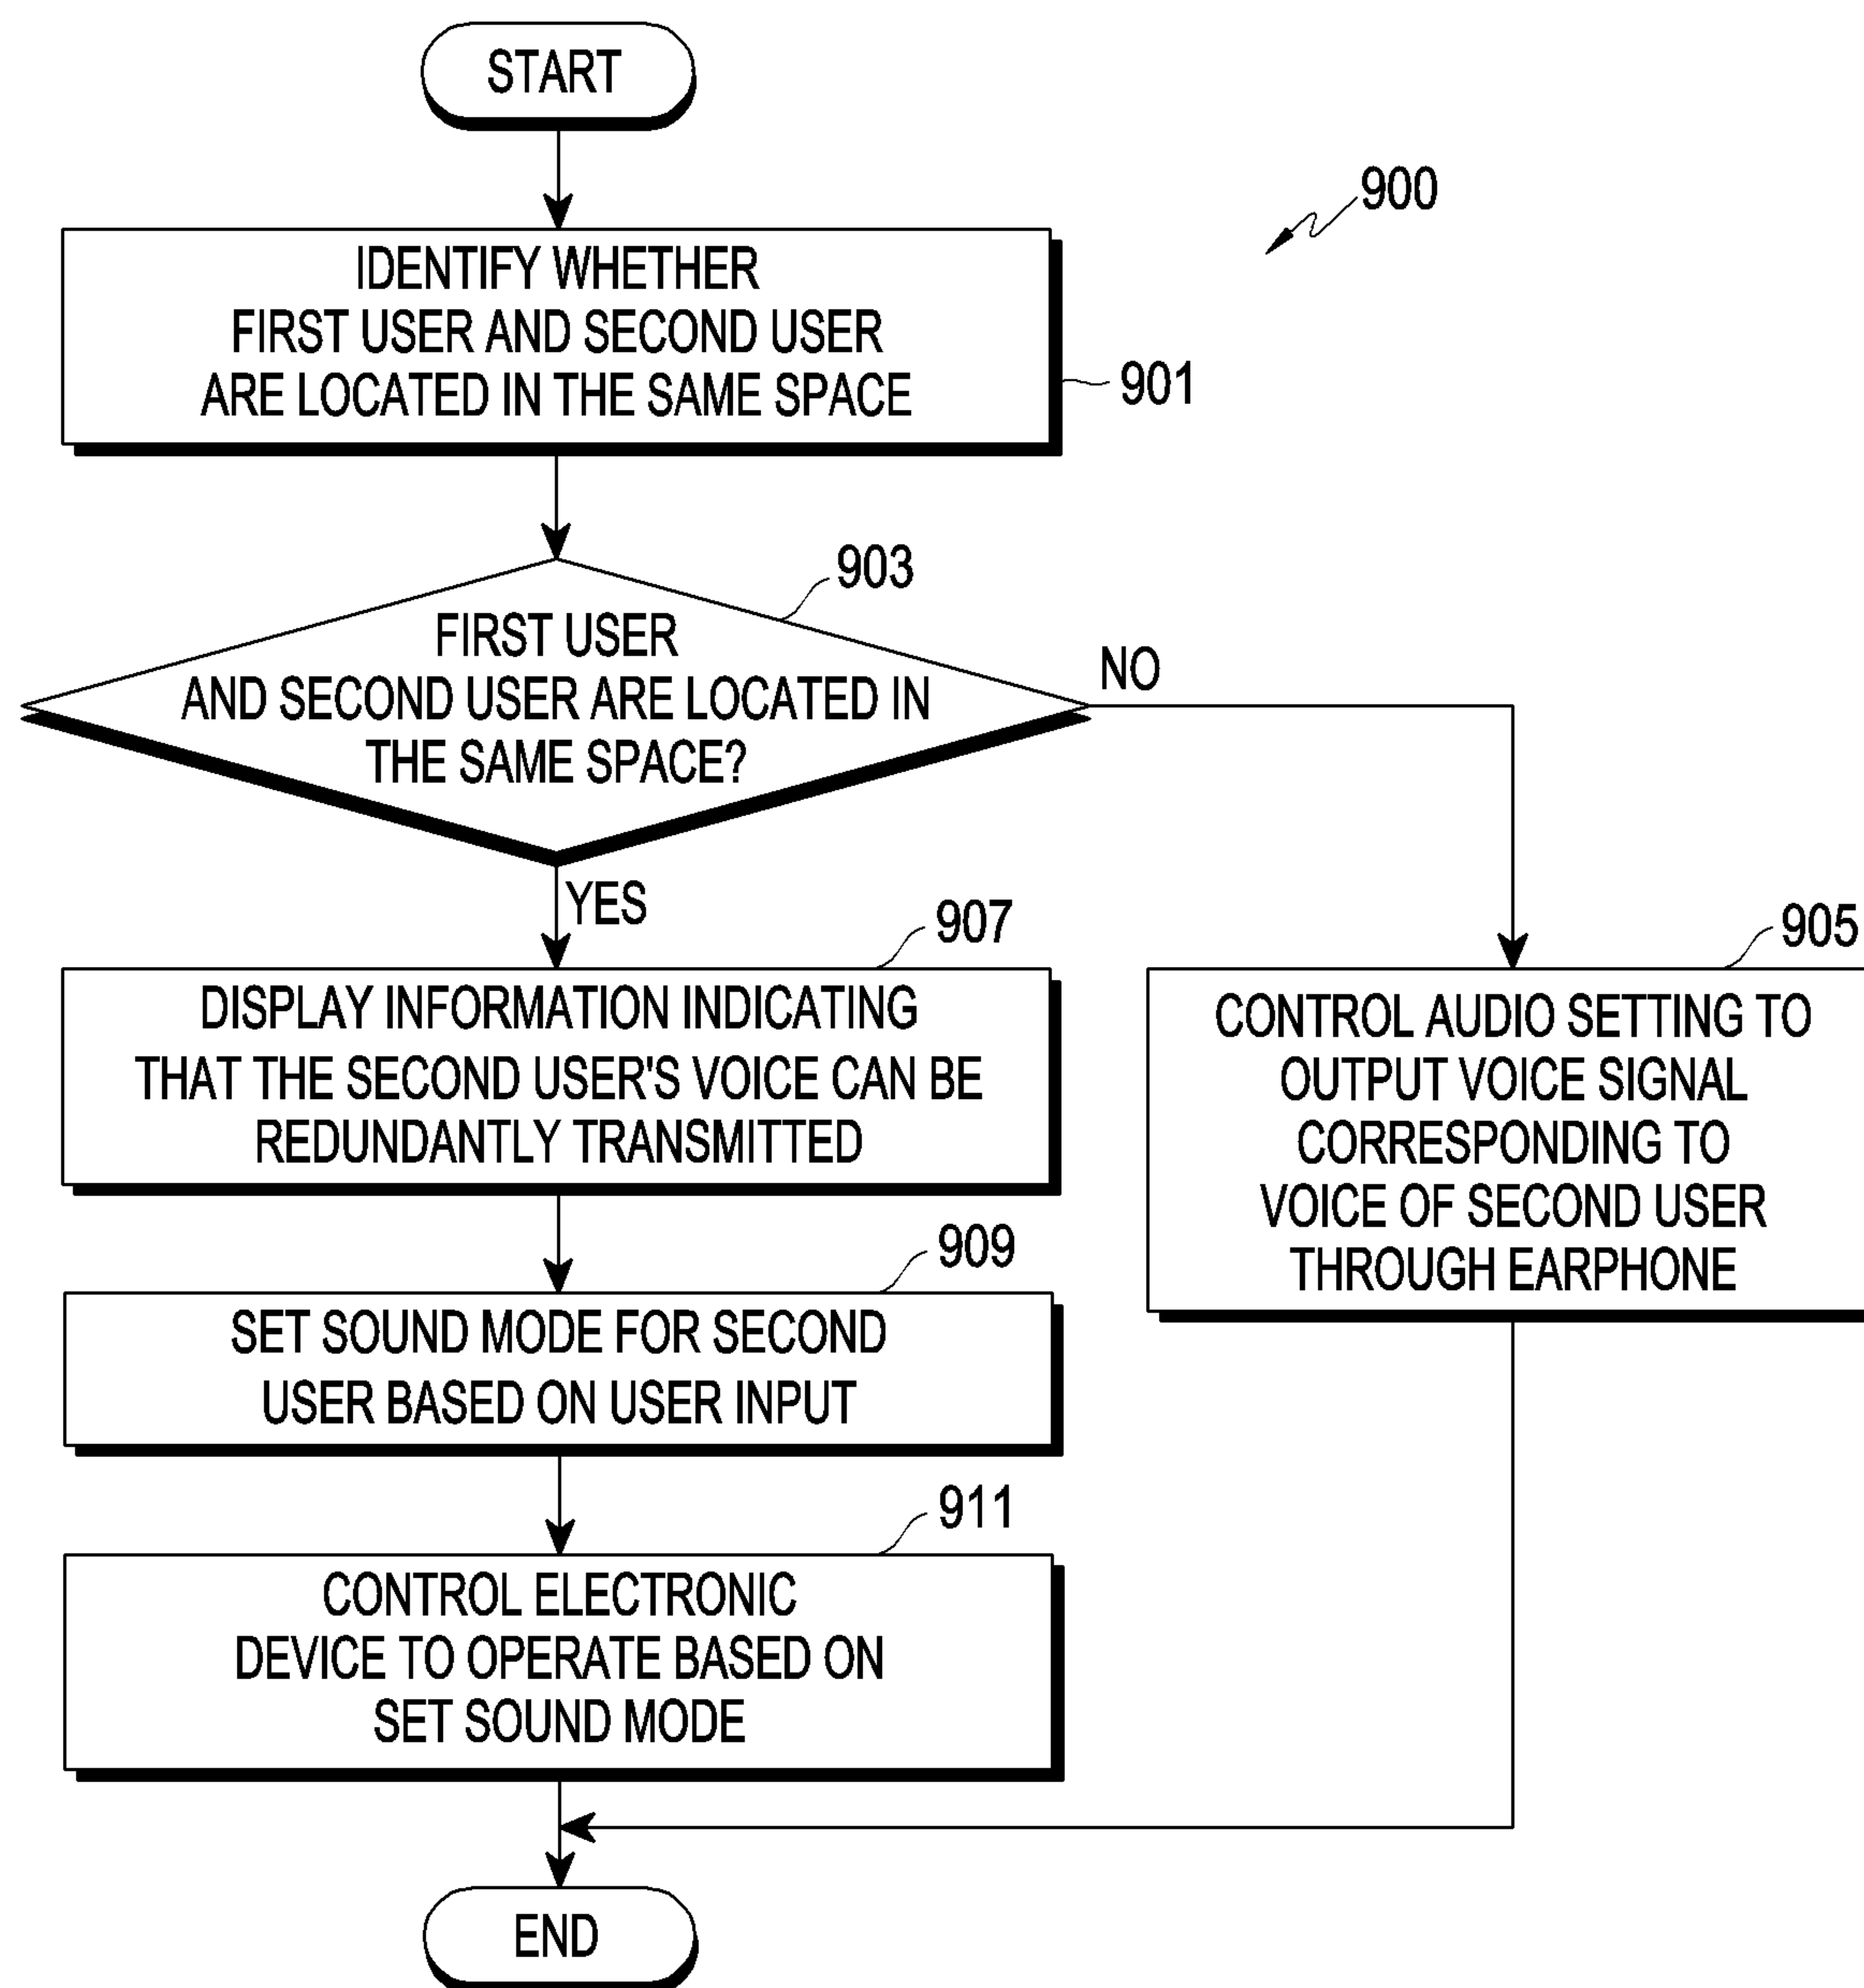 START
900
IDENTIFY WHETHER
FIRST USER AND SECOND USER
ARE LOCATED IN THE SAME SPACE
901
903
FIRST USER
AND SECOND USER ARE LOCATED IN
THE SAME SPACE?
NO
YES
907
DISPLAY INFORMATION INDICATING
THAT THE SECOND USER'S VOICE CAN BE
REDUNDANTLY TRANSMITTED
905
CONTROL AUDIO SETTING TO
OUTPUT VOICE SIGNAL
CORRESPONDING TO
VOICE OF SECOND USER
THROUGH EARPHONE
909
SET SOUND MODE FOR SECOND
USER BASED ON USER INPUT
911
CONTROL ELECTRONIC
DEVICE TO OPERATE BASED ON
SET SOUND MODE
END